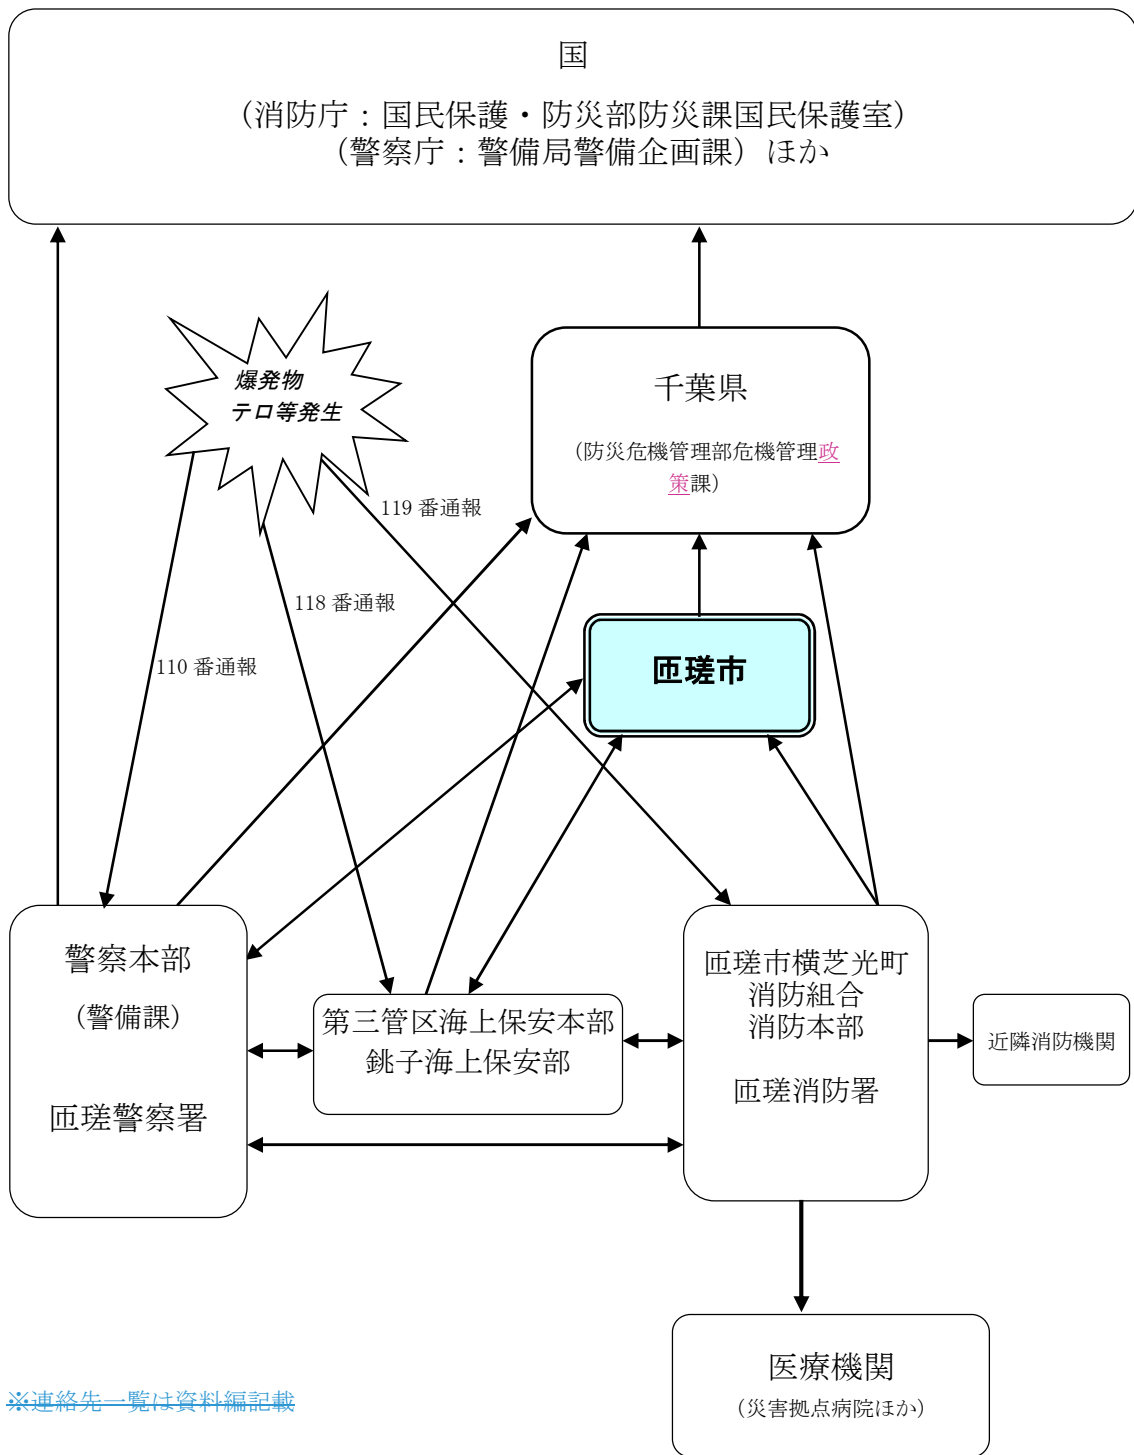 国
（消防庁：国民保護・防災部防災課国民保護室）
（警察庁：警備局警備企画課）ほか
爆発物
テロ等発生
千葉県
（防災危機管理部危機管理政
策課）
119 番通報
118 番通報
110 番通報
匝瑳市
警察本部
（警備課）
匝瑳警察署
第三管区海上保安本部
銚子海上保安部
匝瑳市横芝光町
消防組合
消防本部
匝瑳消防署
近隣消防機関
医療機関
（災害拠点病院ほか）
※連絡先一覧は資料編記載